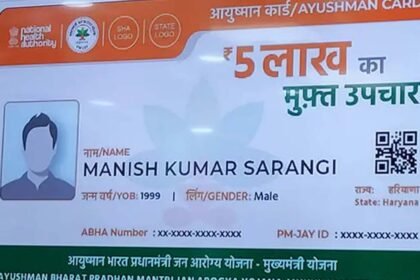 आयुष्मान कार्ड/AYUSHMAN CARD
national
health
authority
SHA
LOGO
STATE
LOGO
₹5 लाख का
मुफ़्त उपचार
नाम/NAME
MANISH KUMAR SARANGI
जन्म वर्ष/YOB: 1999 | लिंग/GENDER: Male
राज्य: हरियाणा
State: Haryana
ABHA Number : xx-xxxx-xxxx-xxxx
PM-JAY ID : xx-xxxx-xxxx
आयुष्मान भारत प्रधानमंत्री जन आरोग्य योजना - मुख्यमंत्री योजना
AYUSHMAN BHARAT PRADHAN MANTRI JAN AROGYA